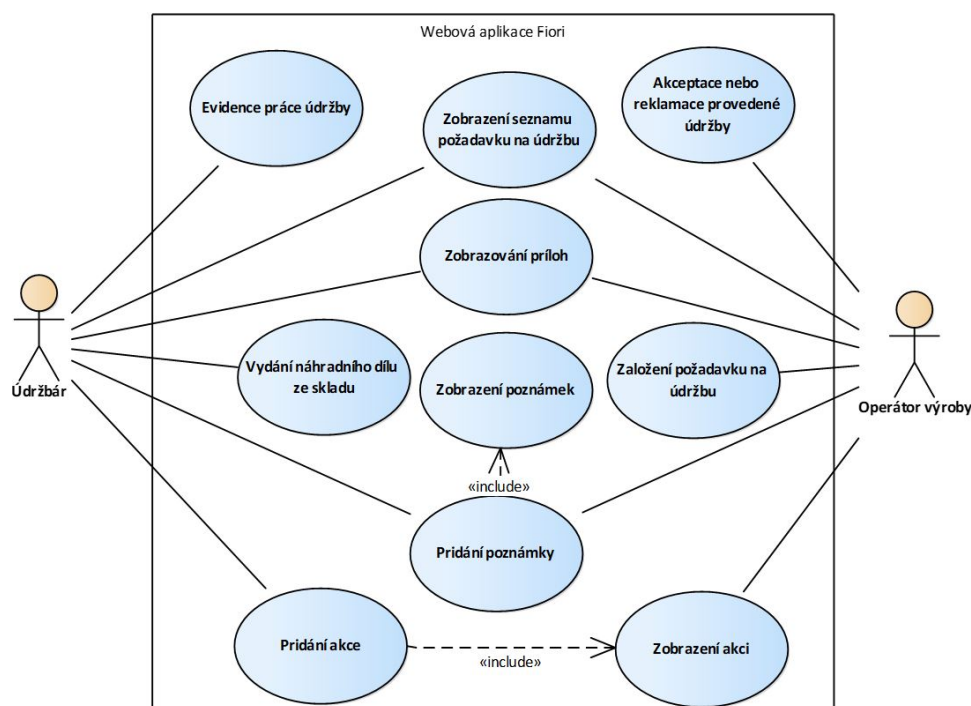 Webová aplikace Fiori
Evidence práce údržby
Zobrazení seznamu
požadavku na údržbu
Akceptace nebo
reklamace provedené
údržby
Zobrazování príloh
Údržbár
Vydání náhradního dílu
ze skladu
Zobrazení poznámek
Založení požadavku na
údržbu
Operátor výroby
«include»
Pridání poznámky
Pridání akce
«include»
Zobrazení akci